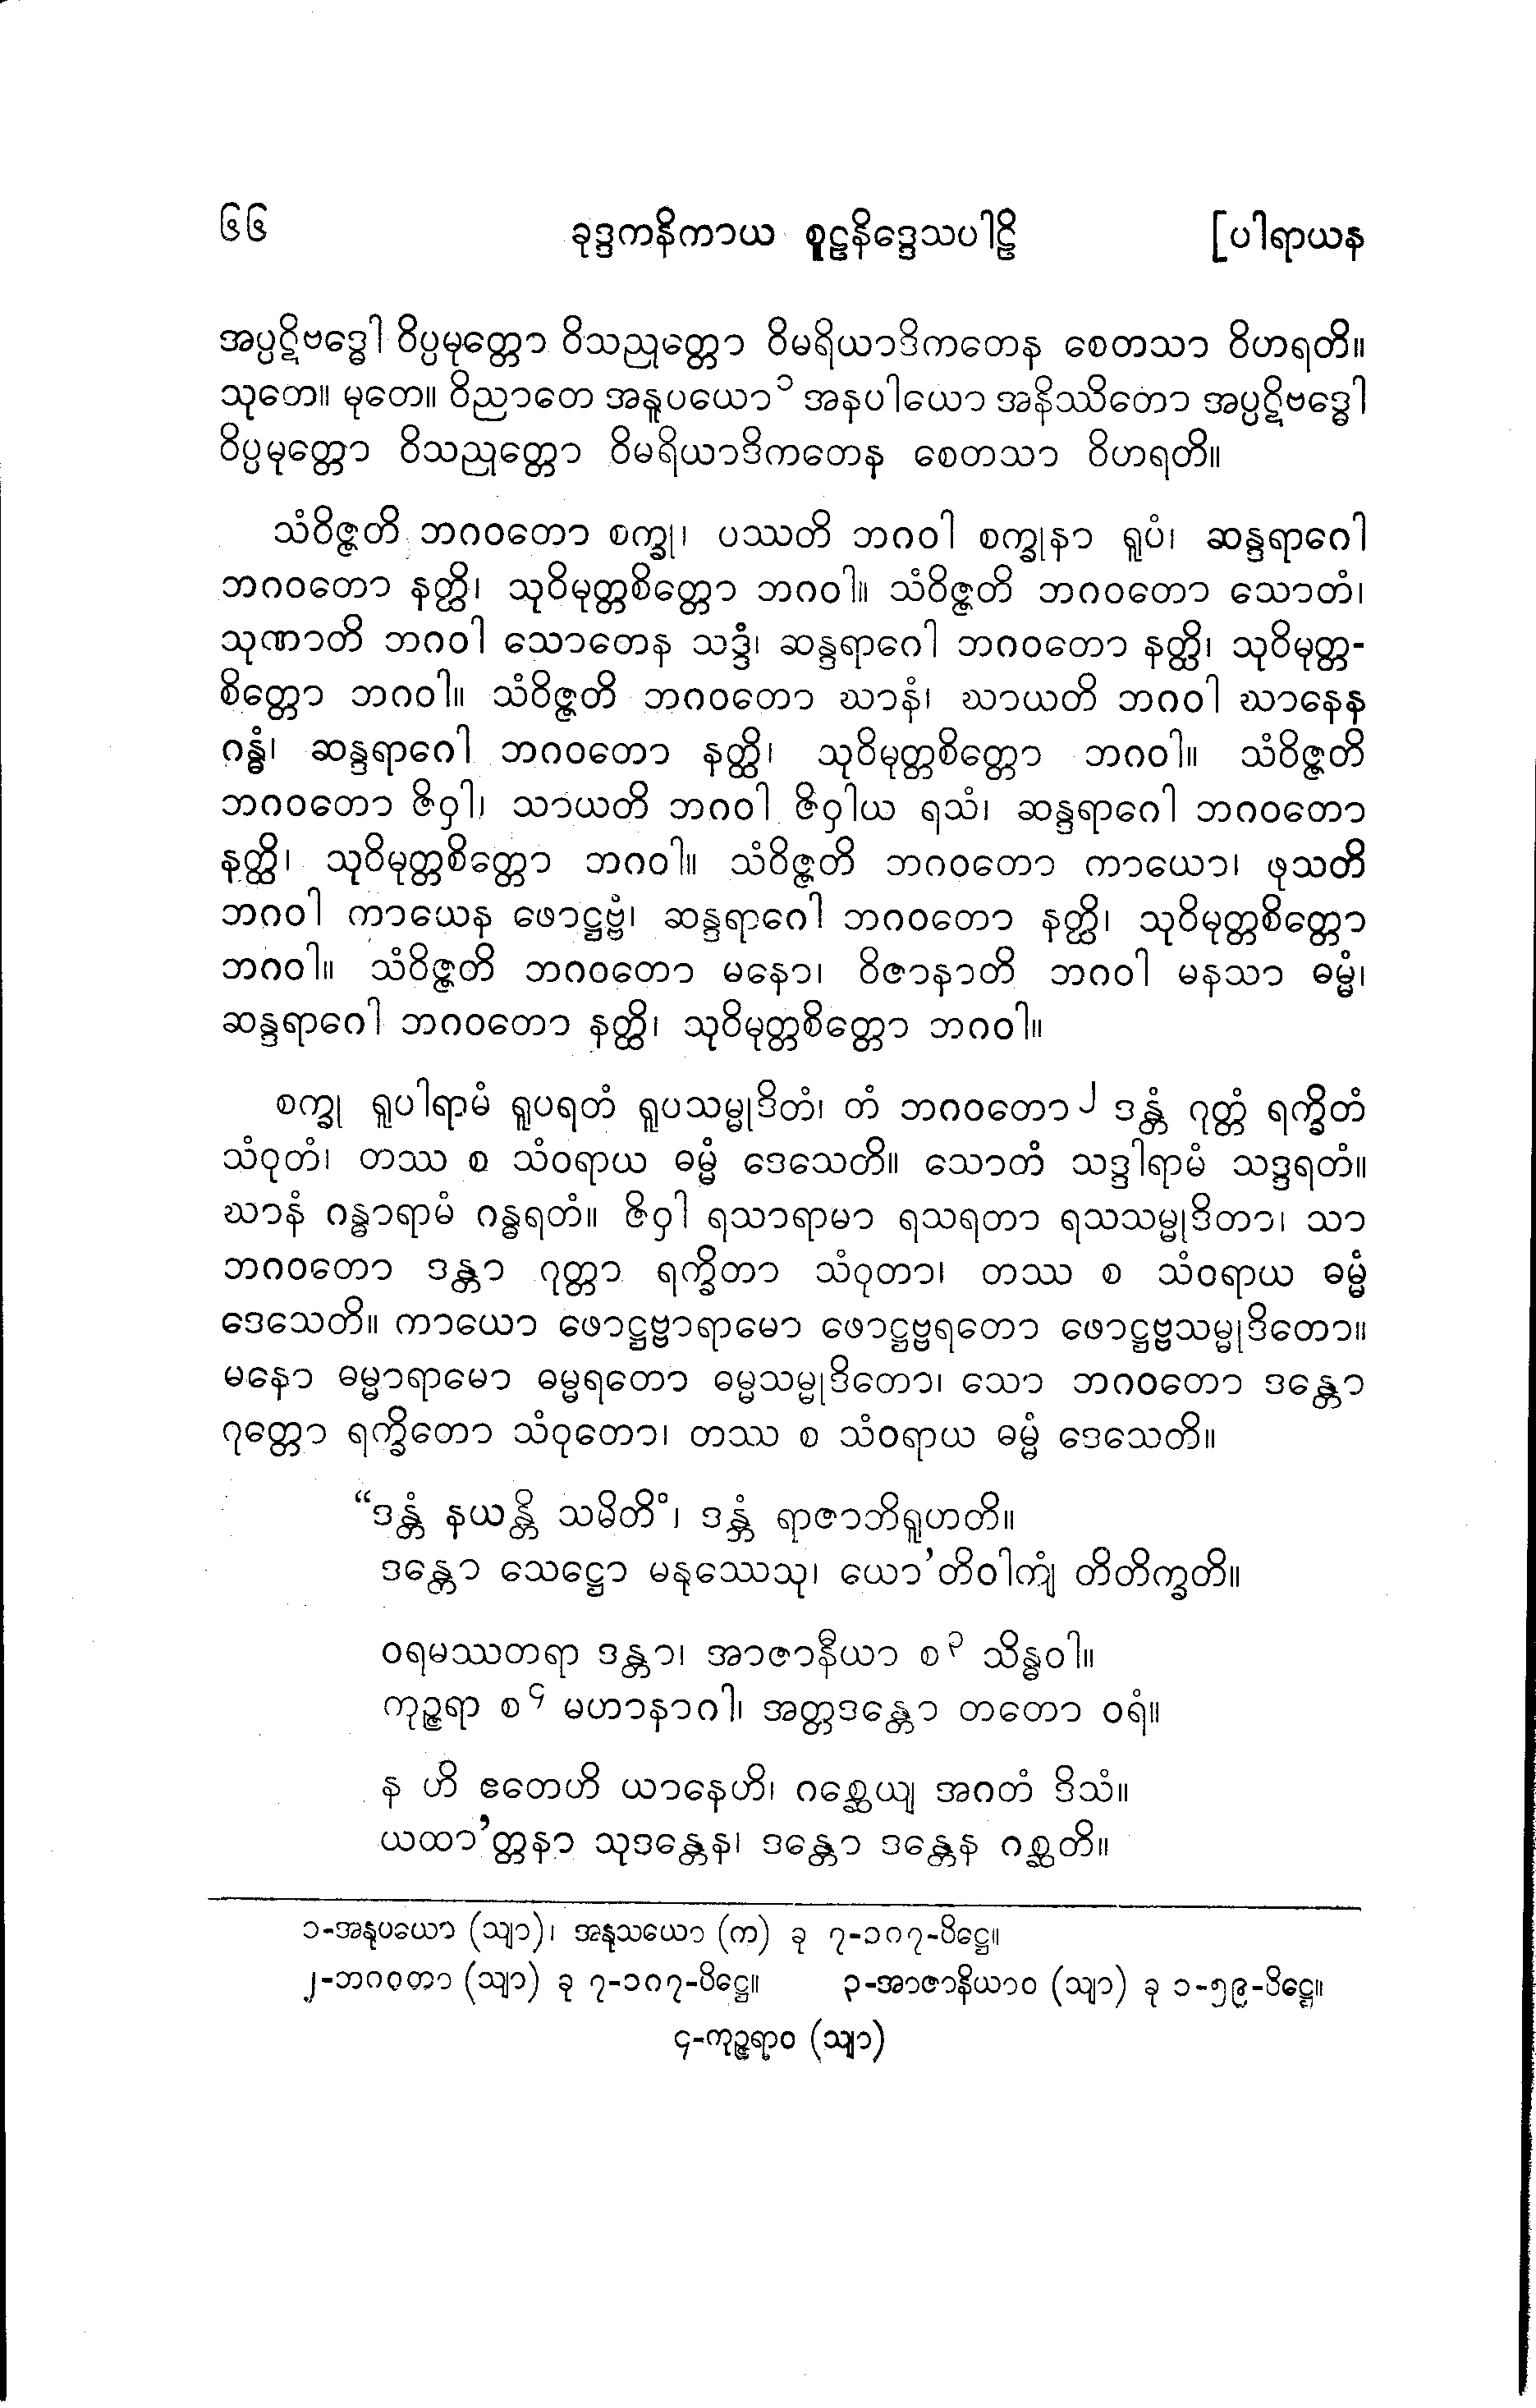 ၆၆ ခုဒ္ဒကနိကာယ စူဠနိဒ္ဒေသပါဠိ [ပါရာယန
အပ္ပဋိဗဒ္ဓေါ ဝိပ္ပမုတ္တော ဝိသညုတ္တော ဝိမရိယာဒိကတေန စေတသာ ဝိဟရတိ။
သုတေ။ မုတေ။ ဝိညာတေ အနူပယော၁ အနပါယော အနိဿိတော အပ္ပဋိဗဒ္ဓေါ
ဝိပ္ပမုတ္တော ဝိသညုတ္တော ဝိမရိယာဒိကတေန စေတသာ ဝိဟရတိ။
သံဝိဇ္ဇတိ ဘဂဝတော စက္ခု၊ ပဿတိ ဘဂဝါ စက္ခုနာ ရူပံ၊ ဆန္ဒရာဂေါ
ဘဂဝတော နတ္ထိ၊ သုဝိမုတ္တစိတ္တော ဘဂဝါ။ သံဝိဇ္ဇတိ ဘဂဝတော သောတံ၊
သုဏာတိ ဘဂဝါ သောတေန သဒ္ဒံ၊ ဆန္ဒရာဂေါ ဘဂဝတော နတ္ထိ၊ သုဝိမုတ္တ-
စိတ္တော ဘဂဝါ။ သံဝိဇ္ဇတိ ဘဂဝတော ဃာနံ၊ ဃာယတိ ဘဂဝါ ဃာနေန
ဂန္ဓံ၊ ဆန္ဒရာဂေါ ဘဂဝတော နတ္ထိ၊ သုဝိမုတ္တစိတ္တော ဘဂဝါ။ သံဝိဇ္ဇတိ
ဘဂဝတော ဇိဝှါ၊ သာယတိ ဘဂဝါ ဇိဝှါယ ရသံ၊ ဆန္ဒရာဂေါ ဘဂဝတော
နတ္ထိ၊ သုဝိမုတ္တစိတ္တော ဘဂဝါ။ သံဝိဇ္ဇတိ ဘဂဝတော ကာယော၊ ဖုသတိ
ဘဂဝါ ကာယေန ဖောဋ္ဌဗ္ဗံ၊ ဆန္ဒရာဂေါ ဘဂဝတော နတ္ထိ၊ သုဝိမုတ္တစိတ္တော
ဘဂဝါ။ သံဝိဇ္ဇတိ ဘဂဝတော မနော၊ ဝိဇာနာတိ ဘဂဝါ မနသာ ဓမ္မံ၊
ဆန္ဒရာဂေါ ဘဂဝတော နတ္ထိ၊ သုဝိမုတ္တစိတ္တော ဘဂဝါ။
စက္ခု ရူပါရာမံ ရူပရတံ ရူပသမ္မုဒိတံ၊ တံ ဘဂဝတော၂ ဒန္တံ ဂုတ္တံ ရက္ခိတံ
သံဝုတံ၊ တဿ စ သံဝရာယ ဓမ္မံ ဒေသေတိ။ သောတံ သဒ္ဒါရာမံ သဒ္ဒရတံ။
ဃာနံ ဂန္ဓာရာမံ ဂန္ဓရတံ။ ဇိဝှါ ရသာရာမာ ရသရတာ ရသသမ္မုဒိတာ၊ သာ
ဘဂဝတော ဒန္တာ ဂုတ္တာ ရက္ခိတာ သံဝုတာ၊ တဿ စ သံဝရာယ ဓမ္မံ
ဒေသေတိ။ ကာယော ဖောဋ္ဌဗ္ဗာရာမော ဖောဋ္ဌဗ္ဗရတော ဖောဋ္ဌဗ္ဗသမ္မုဒိတော။
မနော ဓမ္မာရာမော ဓမ္မရတော ဓမ္မသမ္မုဒိတော၊ သော ဘဂဝတော ဒန္တော
ဂုတ္တော ရက္ခိတော သံဝုတော၊ တဿ စ သံဝရာယ ဓမ္မံ ဒေသေတိ။
“ဒန္တံ နယန္တိ သမိတိံ၊ ဒန္တံ ရာဇာဘိရူဟတိ။
ဒန္တော သေဋ္ဌော မနုဿေသု၊ ယော’တိဝါကျံ တိတိက္ခတိ။
ဝရမဿတရာ ဒန္တာ၊ အာဇာနီယာ စ၃ သိန္ဓဝါ။
ကုဉ္ဇရာ စ၄ မဟာနာဂါ၊ အတ္တဒန္တော တတော ဝရံ။
န ဟိ ဧတေဟိ ယာနေဟိ၊ ဂစ္ဆေယျ အဂတံ ဒိသံ။
ယထာ’တ္တနာ သုဒန္တေန၊ ဒန္တော ဒန္တေန ဂစ္ဆတိ။
၁-အနုပယော (သျာ)၊ အနုသယော (က) ခု ၇-၁၈၇-ပိဋ္ဌေ။
၂-ဘဂဝတာ (သျာ) ခု ၇-၁၈၇-ပိဋ္ဌေ။ ၃-အာဇာနိယာဝ (သျာ) ခု ၁-၅၉-ပိဋ္ဌေ။
၄-ကုဉ္ဇရာဝ (သျာ)